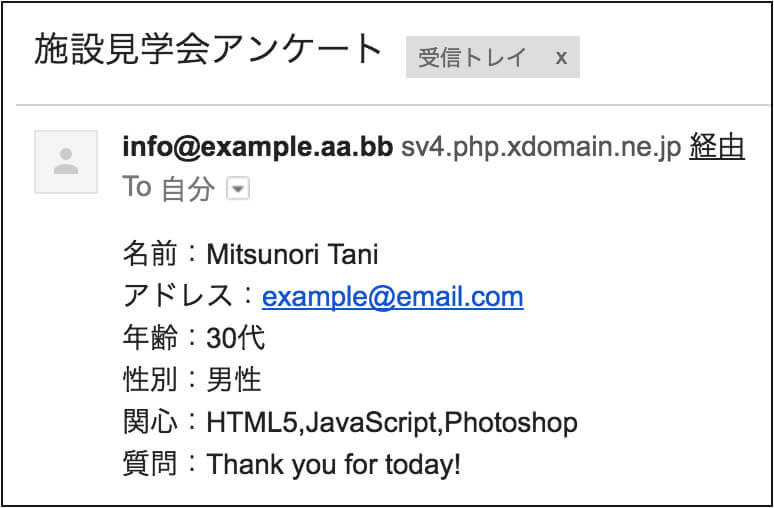 施設見学会アンケート 受信トレイ x
info@example.aa.bb sv4.php.xdomain.ne.jp 経由
To 自分
名前：Mitsunori Tani
アドレス：example@email.com
年齢：30代
性別：男性
関心：HTML5,JavaScript,Photoshop
質問：Thank you for today!